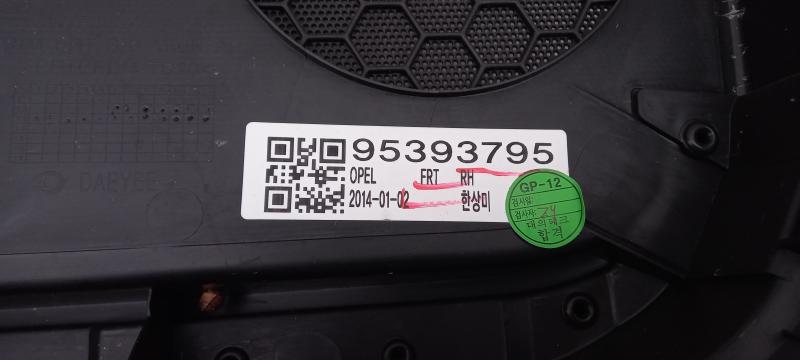 95393795
OPEL FRT RH
2014-01-02 한상미
GP-12
검사일:
검사자:
대의테크
합격